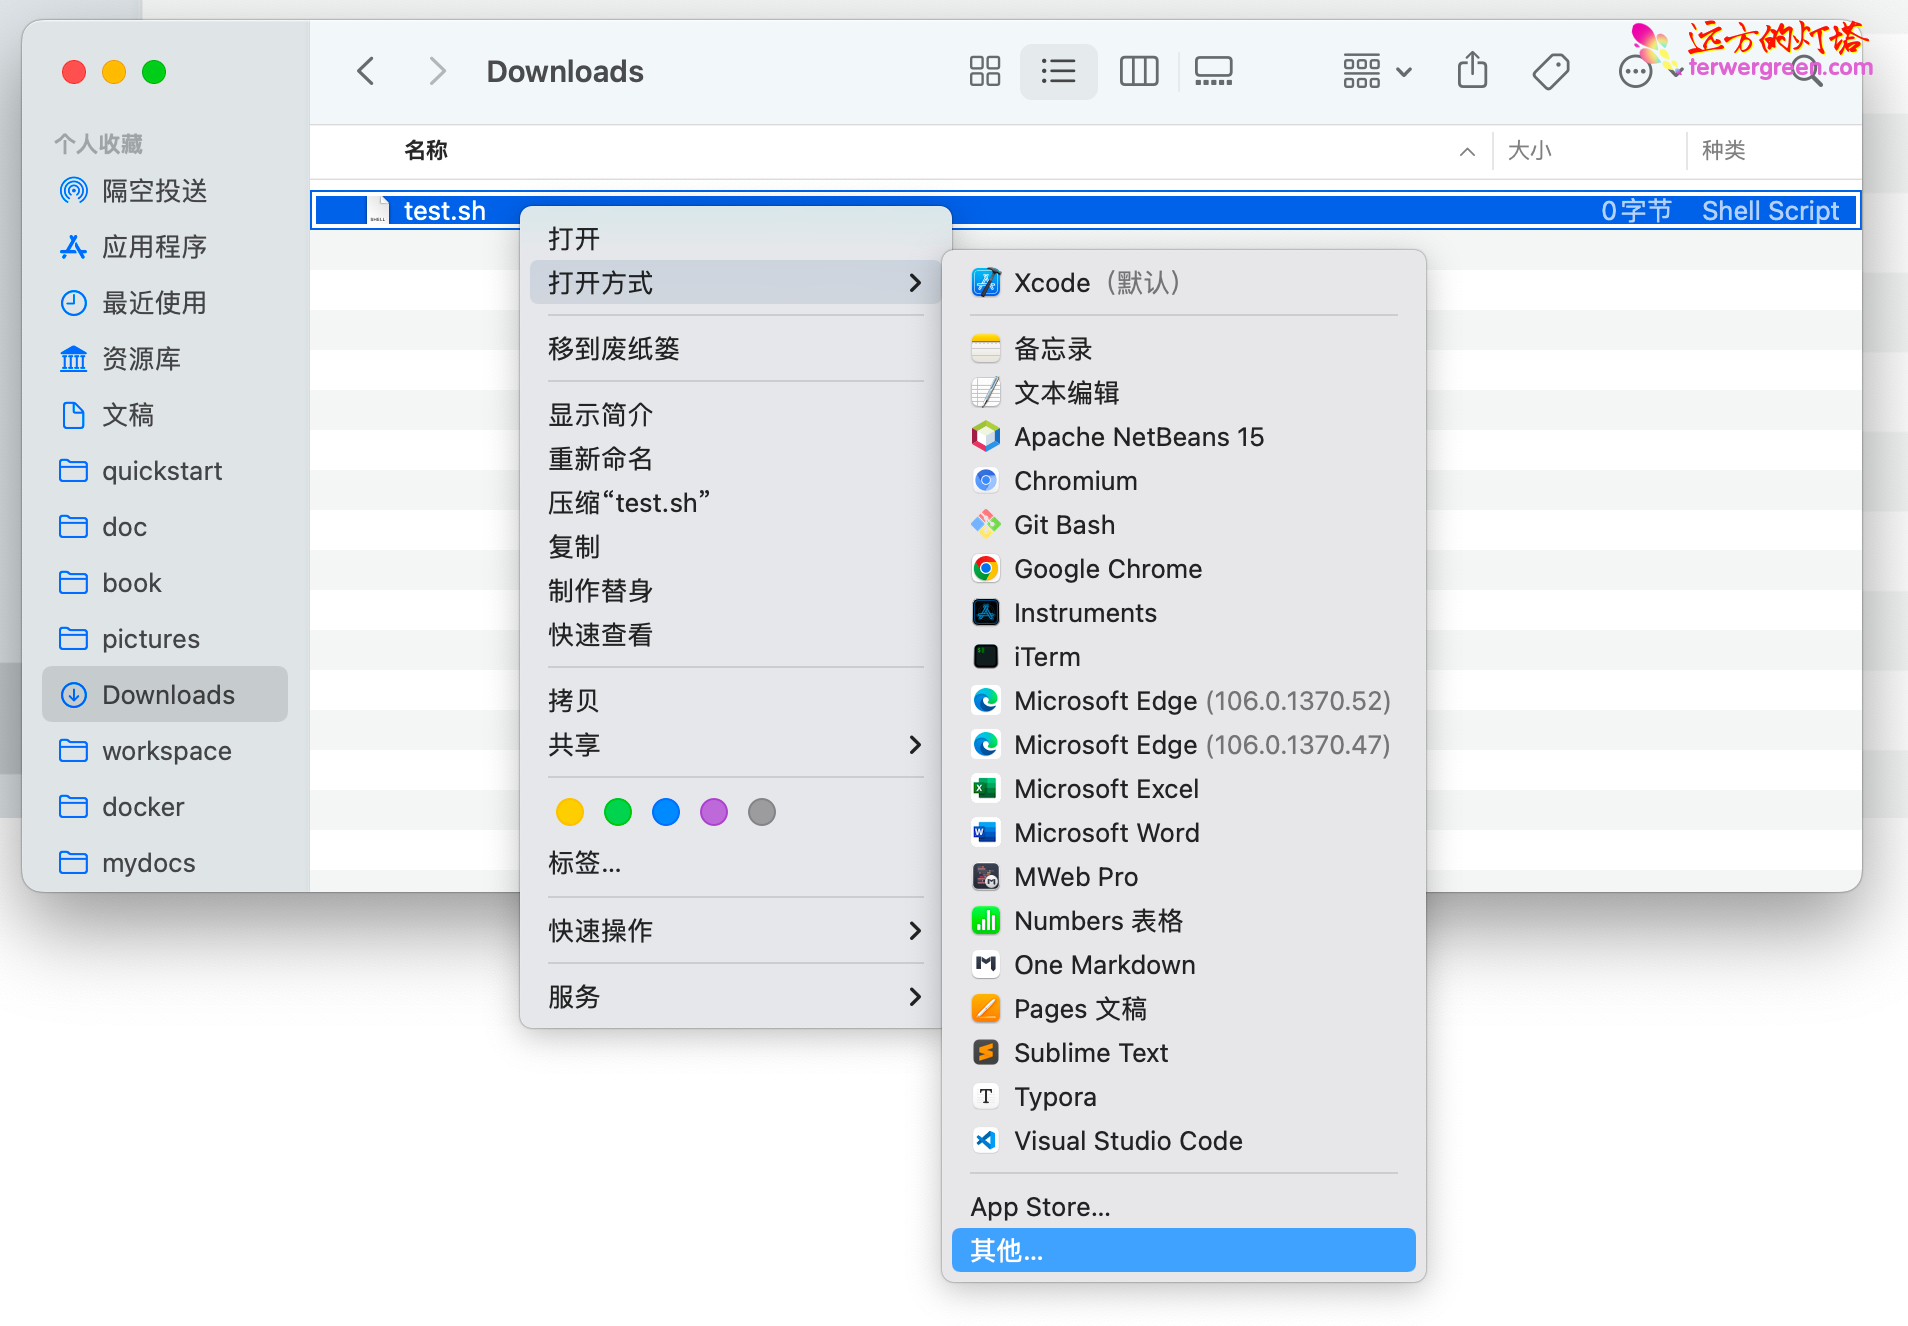 远方的灯塔
terwergreen.com
Downloads
个人收藏
隔空投送
应用程序
最近使用
资源库
文稿
quickstart
doc
book
pictures
Downloads
workspace
docker
mydocs
名称 大小 种类
test.sh 0字节 Shell Script
打开
打开方式
移到废纸篓
显示简介
重新命名
压缩“test.sh”
复制
制作替身
快速查看
拷贝
共享
标签...
快速操作
服务
Xcode（默认）
备忘录
文本编辑
Apache NetBeans 15
Chromium
Git Bash
Google Chrome
Instruments
iTerm
Microsoft Edge (106.0.1370.52)
Microsoft Edge (106.0.1370.47)
Microsoft Excel
Microsoft Word
MWeb Pro
Numbers 表格
One Markdown
Pages 文稿
Sublime Text
Typora
Visual Studio Code
App Store...
其他...